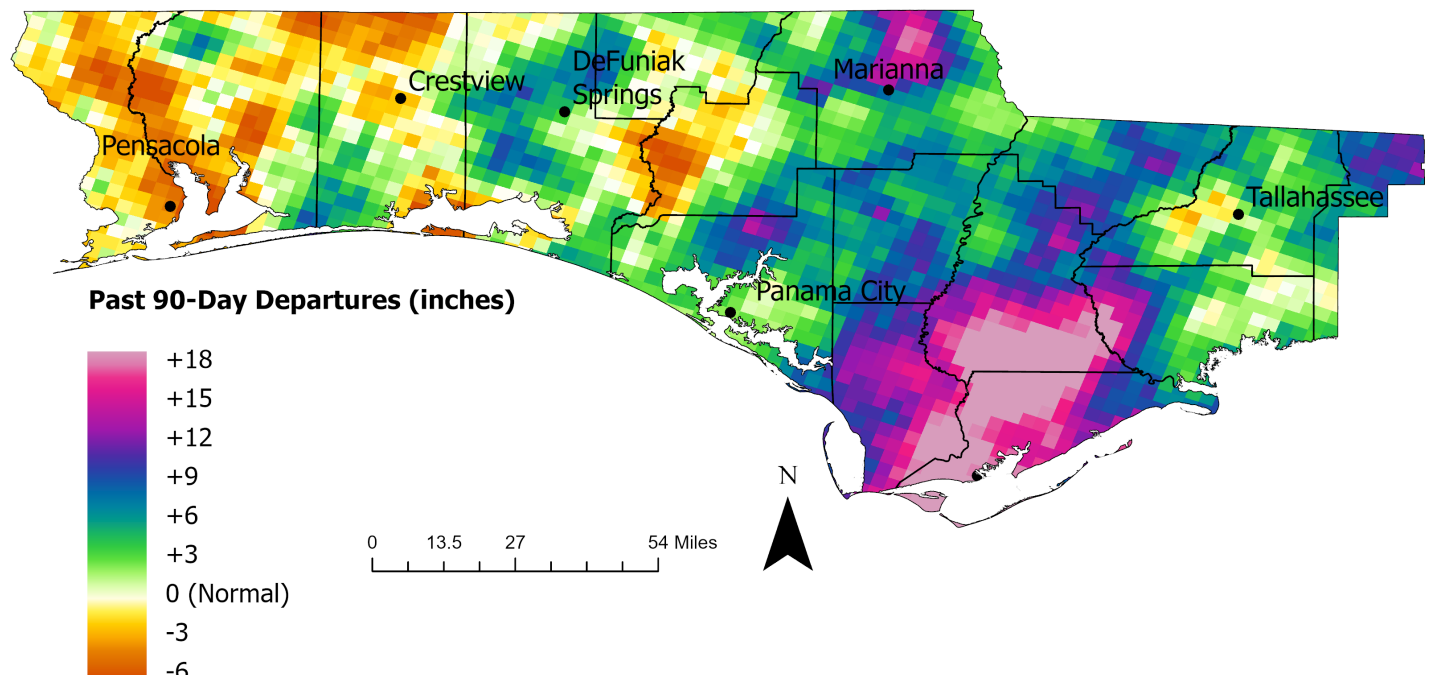 DeFuniak
Springs
Marianna
Crestview
Pensacola
Tallahassee
Panama City
Past 90-Day Departures (inches)
+18
+15
+12
+9
+6
+3
0 (Normal)
-3
-6
N
0 13.5 27 54 Miles